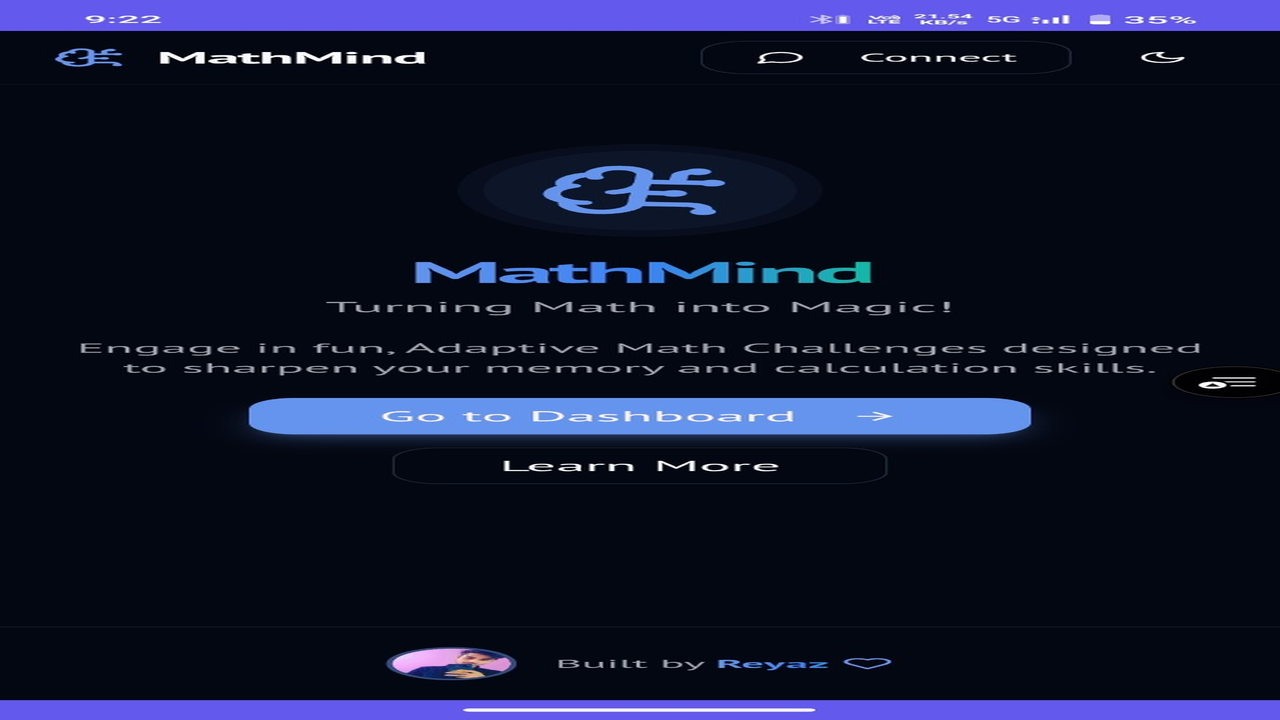 9:22
Vo5G
LTE
21.54
KB/s
5G
35%
MathMind
Connect
MathMind
Turning Math into Magic!
Engage in fun, Adaptive Math Challenges designed
to sharpen your memory and calculation skills.
Go to Dashboard
Learn More
Built by Reyaz